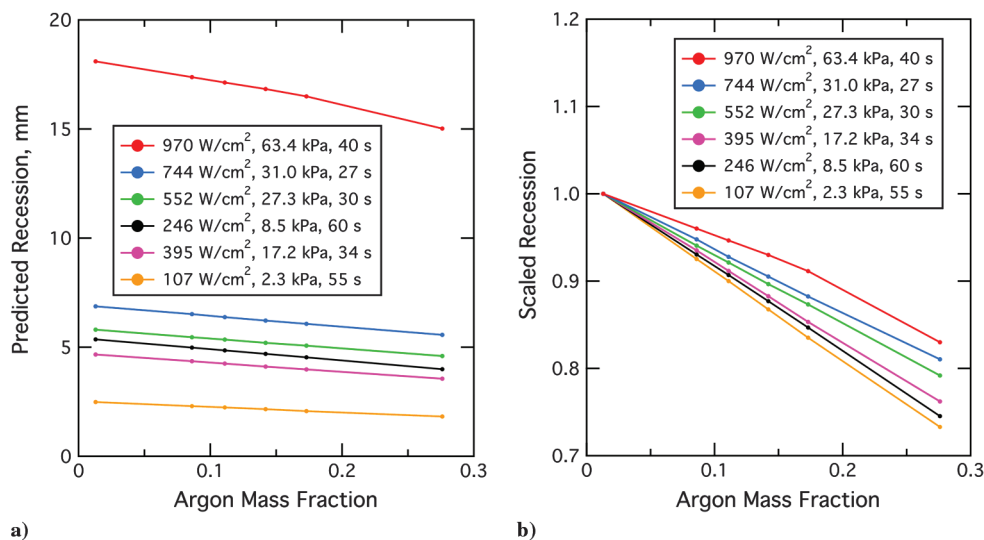 20
15
10
5
0
0
0.1
0.2
0.3
Predicted Recession, mm
Argon Mass Fraction
970 W/cm², 63.4 kPa, 40 s
744 W/cm², 31.0 kPa, 27 s
552 W/cm², 27.3 kPa, 30 s
246 W/cm², 8.5 kPa, 60 s
395 W/cm², 17.2 kPa, 34 s
107 W/cm², 2.3 kPa, 55 s
a)
1.2
1.1
1.0
0.9
0.8
0.7
0
0.1
0.2
0.3
Scaled Recession
Argon Mass Fraction
970 W/cm², 63.4 kPa, 40 s
744 W/cm², 31.0 kPa, 27 s
552 W/cm², 27.3 kPa, 30 s
395 W/cm², 17.2 kPa, 34 s
246 W/cm², 8.5 kPa, 60 s
107 W/cm², 2.3 kPa, 55 s
b)